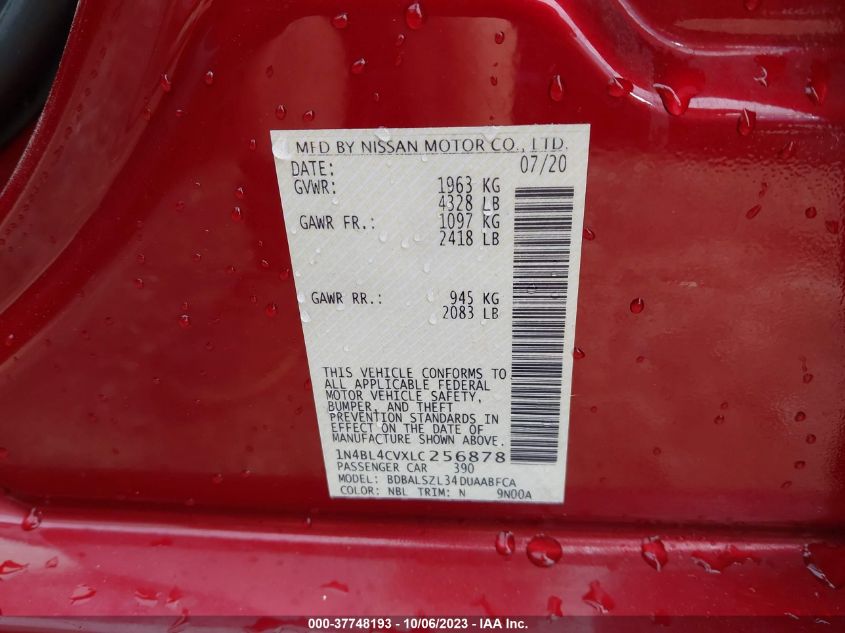 MFD BY NISSAN MOTOR CO., LTD.
DATE: 07/20
GVWR: 1963 KG
4328 LB
GAWR FR.: 1097 KG
2418 LB
GAWR RR.: 945 KG
2083 LB
THIS VEHICLE CONFORMS TO
ALL APPLICABLE FEDERAL
MOTOR VEHICLE SAFETY,
BUMPER, AND THEFT
PREVENTION STANDARDS IN
EFFECT ON THE DATE OF
MANUFACTURE SHOWN ABOVE.
1N4BL4CVXLC256878
PASSENGER CAR 390
MODEL: BDBALSZL34DUAABFCA
COLOR: NBL TRIM: N 9N00A
000-37748193 - 10/06/2023 - IAA Inc.